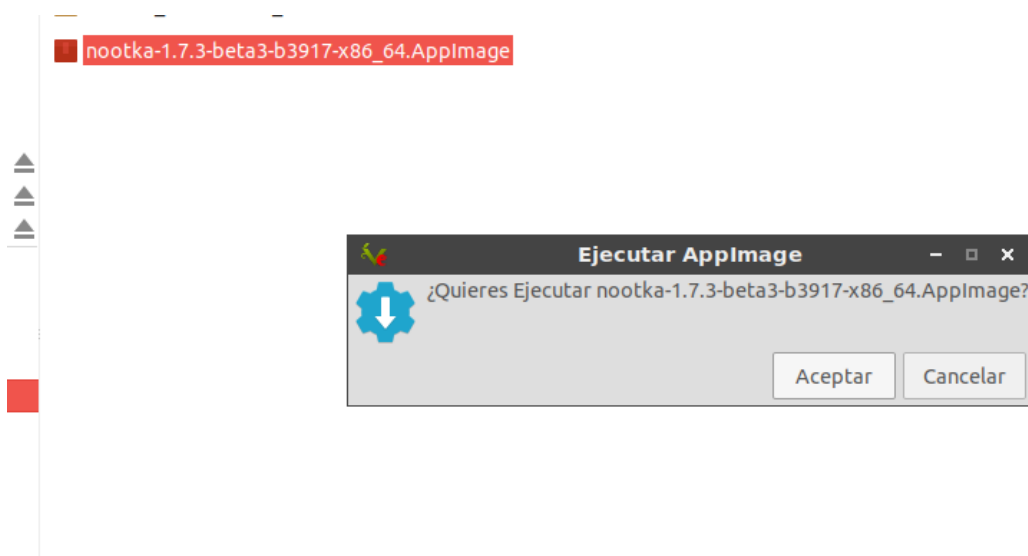 nootka-1.7.3-beta3-b3917-x86_64.AppImage
Ejecutar AppImage
¿Quieres Ejecutar nootka-1.7.3-beta3-b3917-x86_64.AppImage?
Aceptar
Cancelar